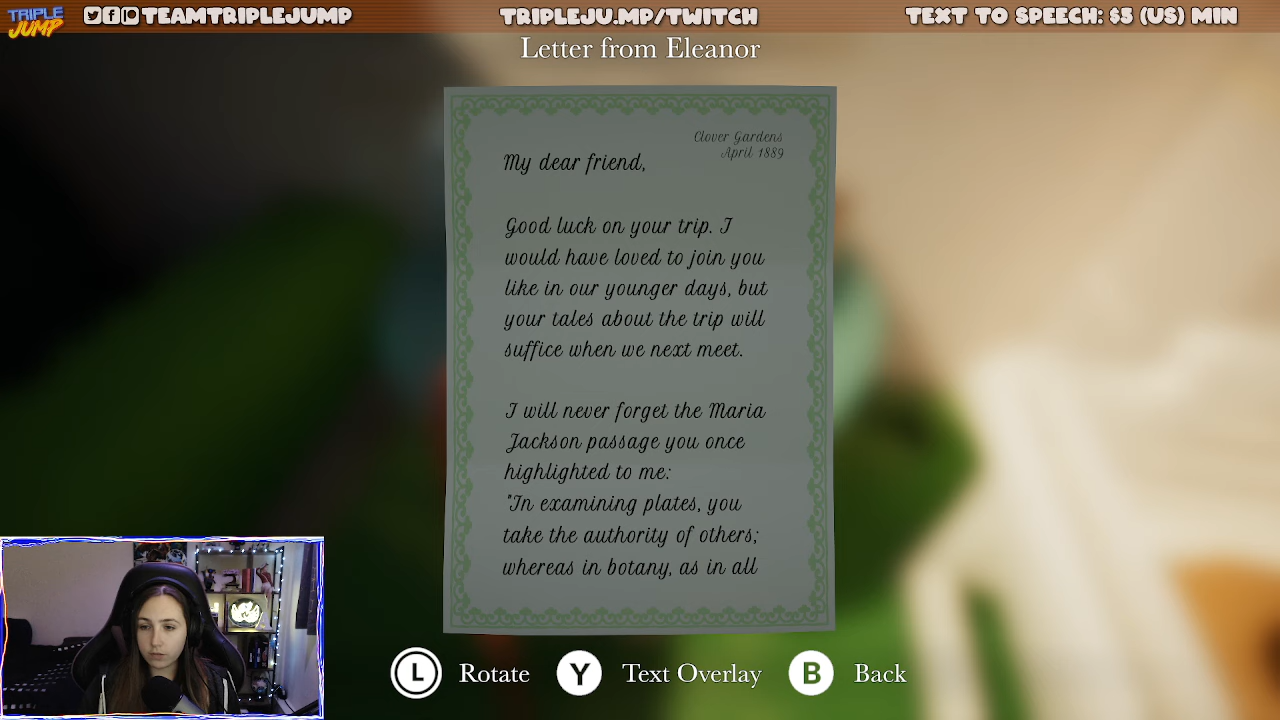 TRIPLE JUMP
TEAMTRIPLEJUMP
TRIPLEJU.MP/TWITCH
TEXT TO SPEECH: $5 (US) MIN
Letter from Eleanor
Clover Gardens
April 1889
My dear friend,
Good luck on your trip. I
would have loved to join you
like in our younger days, but
your tales about the trip will
suffice when we next meet.
I will never forget the Maria
Jackson passage you once
highlighted to me:
"In examining plates, you
take the authority of others;
whereas in botany, as in all
L Rotate Y Text Overlay B Back